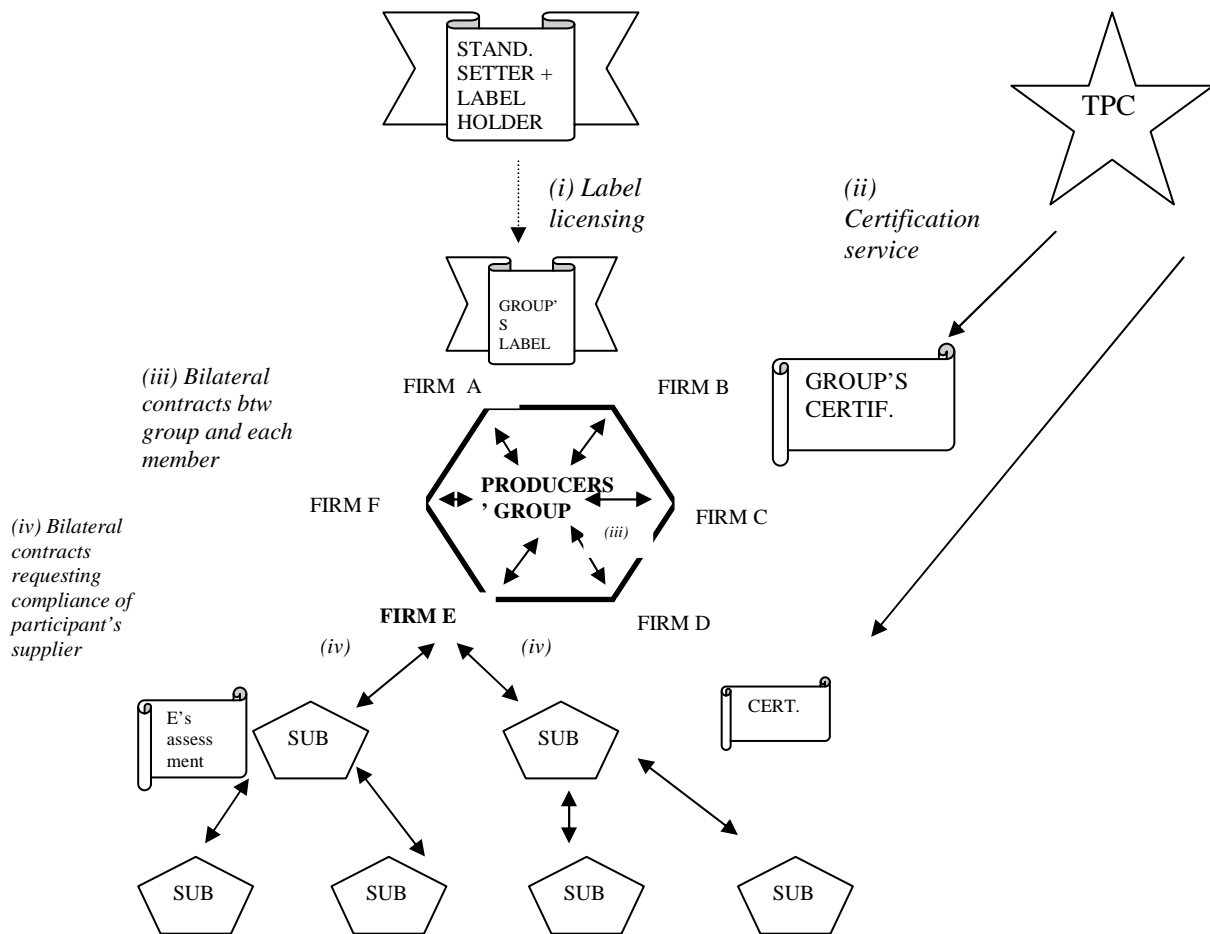 STAND.
SETTER +
LABEL
HOLDER
TPC
(i) Label
licensing
(ii)
Certification
service
GROUP'
S
LABEL
(iii) Bilateral
contracts btw
group and each
member
FIRM A
FIRM B
GROUP'S
CERTIF.
PRODUCERS
' GROUP
(iii)
FIRM F
FIRM C
(iv) Bilateral
contracts
requesting
compliance of
participant's
supplier
FIRM E
FIRM D
(iv)
(iv)
E's
assess
ment
SUB
SUB
CERT.
SUB
SUB
SUB
SUB